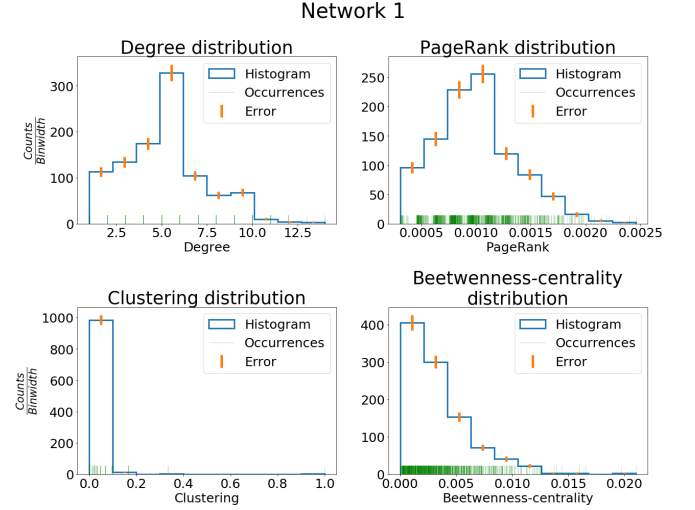 Network 1
Degree distribution
Counts
Binwidth
300
200
100
0
2.5 5.0 7.5 10.0 12.5
Degree
Histogram
Occurrences
Error
PageRank distribution
250
200
150
100
50
0
0.0005 0.0010 0.0015 0.0020 0.0025
PageRank
Histogram
Occurrences
Error
Clustering distribution
Counts
Binwidth
1000
800
600
400
200
0
0.0 0.2 0.4 0.6 0.8 1.0
Clustering
Histogram
Occurrences
Error
Beetwenness-centrality
distribution
400
300
200
100
0
0.000 0.005 0.010 0.015 0.020
Beetwenness-centrality
Histogram
Occurrences
Error